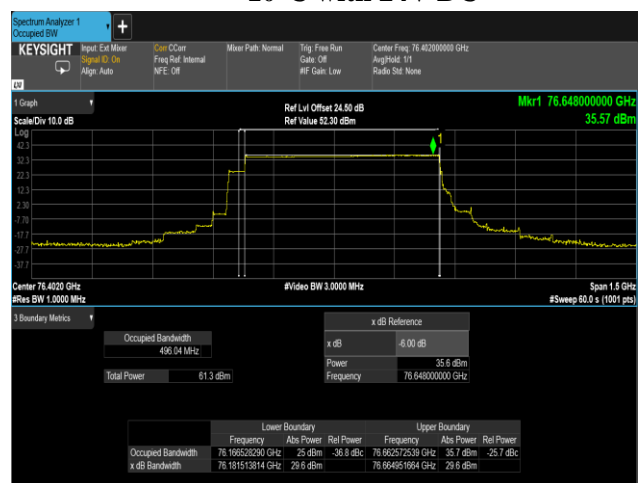 Spectrum Analyzer 1
Occupied BW
+
KEYSIGHT
Input: Ext Mixer
Signal ID: On
Align: Auto
Corr CCorr
Freq Ref: Internal
NFE: Off
Mixer Path: Normal
Trig: Free Run
Gate: Off
#IF Gain: Low
Center Freq: 76.402000000 GHz
Avg|Hold: 1/1
Radio Std: None
LXI
1 Graph
Scale/Div 10.0 dB
Ref Lvl Offset 24.50 dB
Ref Value 52.30 dBm
Mkr1 76.648000000 GHz
35.57 dBm
Log
42.3
32.3
22.3
12.3
2.30
-7.70
-17.7
-27.7
-37.7
1
Center 76.4020 GHz
#Res BW 1.0000 MHz
#Video BW 3.0000 MHz
Span 1.5 GHz
#Sweep 60.0 s (1001 pts)
3 Boundary Metrics
Occupied Bandwidth
496.04 MHz
Total Power 61.3 dBm
x dB Reference
x dB -6.00 dB
Power 35.6 dBm
Frequency 76.648000000 GHz
Lower Boundary Upper Boundary
Frequency Abs Power Rel Power Frequency Abs Power Rel Power
Occupied Bandwidth 76.166528290 GHz 25 dBm -36.8 dBc 76.662572539 GHz 35.7 dBm -25.7 dBc
x dB Bandwidth 76.181513814 GHz 29.6 dBm 76.664951664 GHz 29.6 dBm